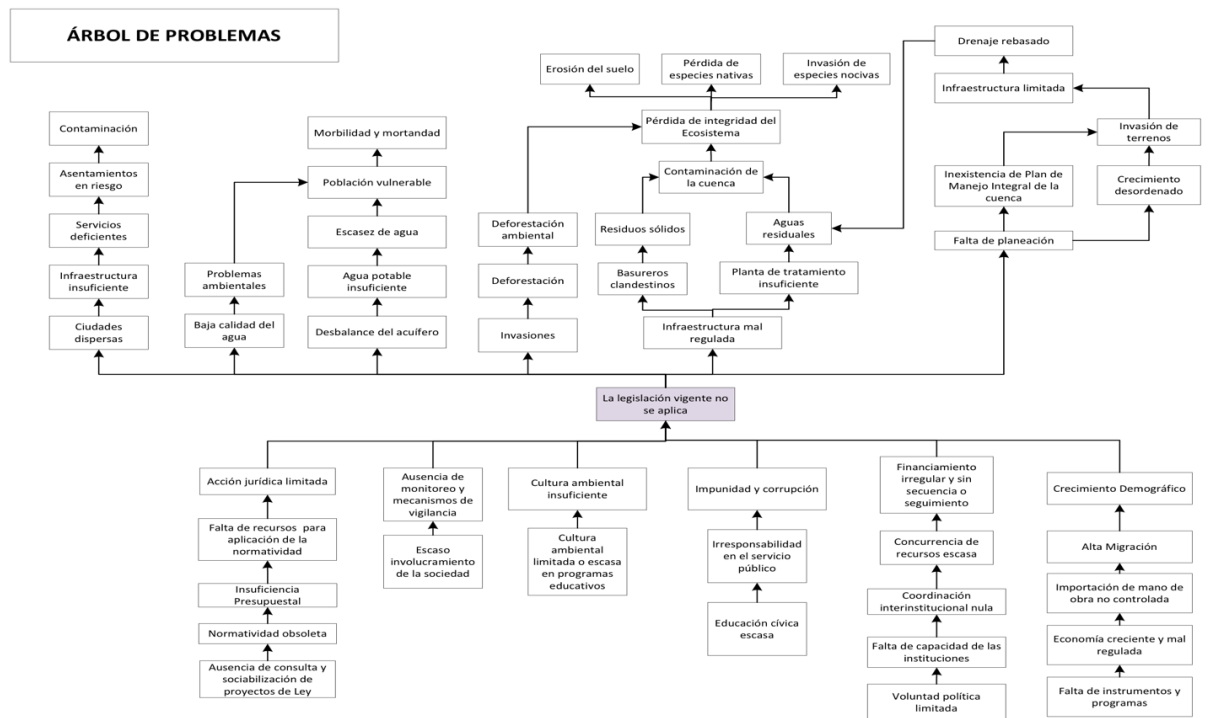 ÁRBOL DE PROBLEMAS
Drenaje rebasado
Infraestructura limitada
Invasión de
terrenos
Inexistencia de Plan de
Manejo Integral de la
cuenca
Crecimiento
desordenado
Falta de planeación
Erosión del suelo
Pérdida de
especies nativas
Invasión de
especies nocivas
Pérdida de integridad del
Ecosistema
Contaminación de
la cuenca
Residuos sólidos
Aguas
residuales
Basureros
clandestinos
Planta de tratamiento
insuficiente
Infraestructura mal
regulada
Contaminación
Asentamientos
en riesgo
Servicios
deficientes
Infraestructura
insuficiente
Ciudades
dispersas
Morbilidad y mortandad
Población vulnerable
Escasez de agua
Problemas
ambientales
Agua potable
insuficiente
Baja calidad del
agua
Desbalance del acuífero
Deforestación
ambiental
Deforestación
Invasiones
La legislación vigente no
se aplica
Acción jurídica limitada
Falta de recursos para
aplicación de la
normatividad
Insuficiencia
Presupuestal
Normatividad obsoleta
Ausencia de consulta y
sociabilización de
proyectos de Ley
Ausencia de
monitoreo y
mecanismos de
vigilancia
Escaso
involucramiento
de la sociedad
Cultura ambiental
insuficiente
Cultura
ambiental
limitada o escasa
en programas
educativos
Impunidad y corrupción
Irresponsabilidad
en el servicio
público
Educación cívica
escasa
Financiamiento
irregular y sin
secuencia o
seguimiento
Concurrencia de
recursos escasa
Coordinación
interinstitucional nula
Falta de capacidad de las
instituciones
Voluntad política
limitada
Crecimiento Demográfico
Alta Migración
Importación de mano de
obra no controlada
Economía creciente y mal
regulada
Falta de instrumentos y
programas